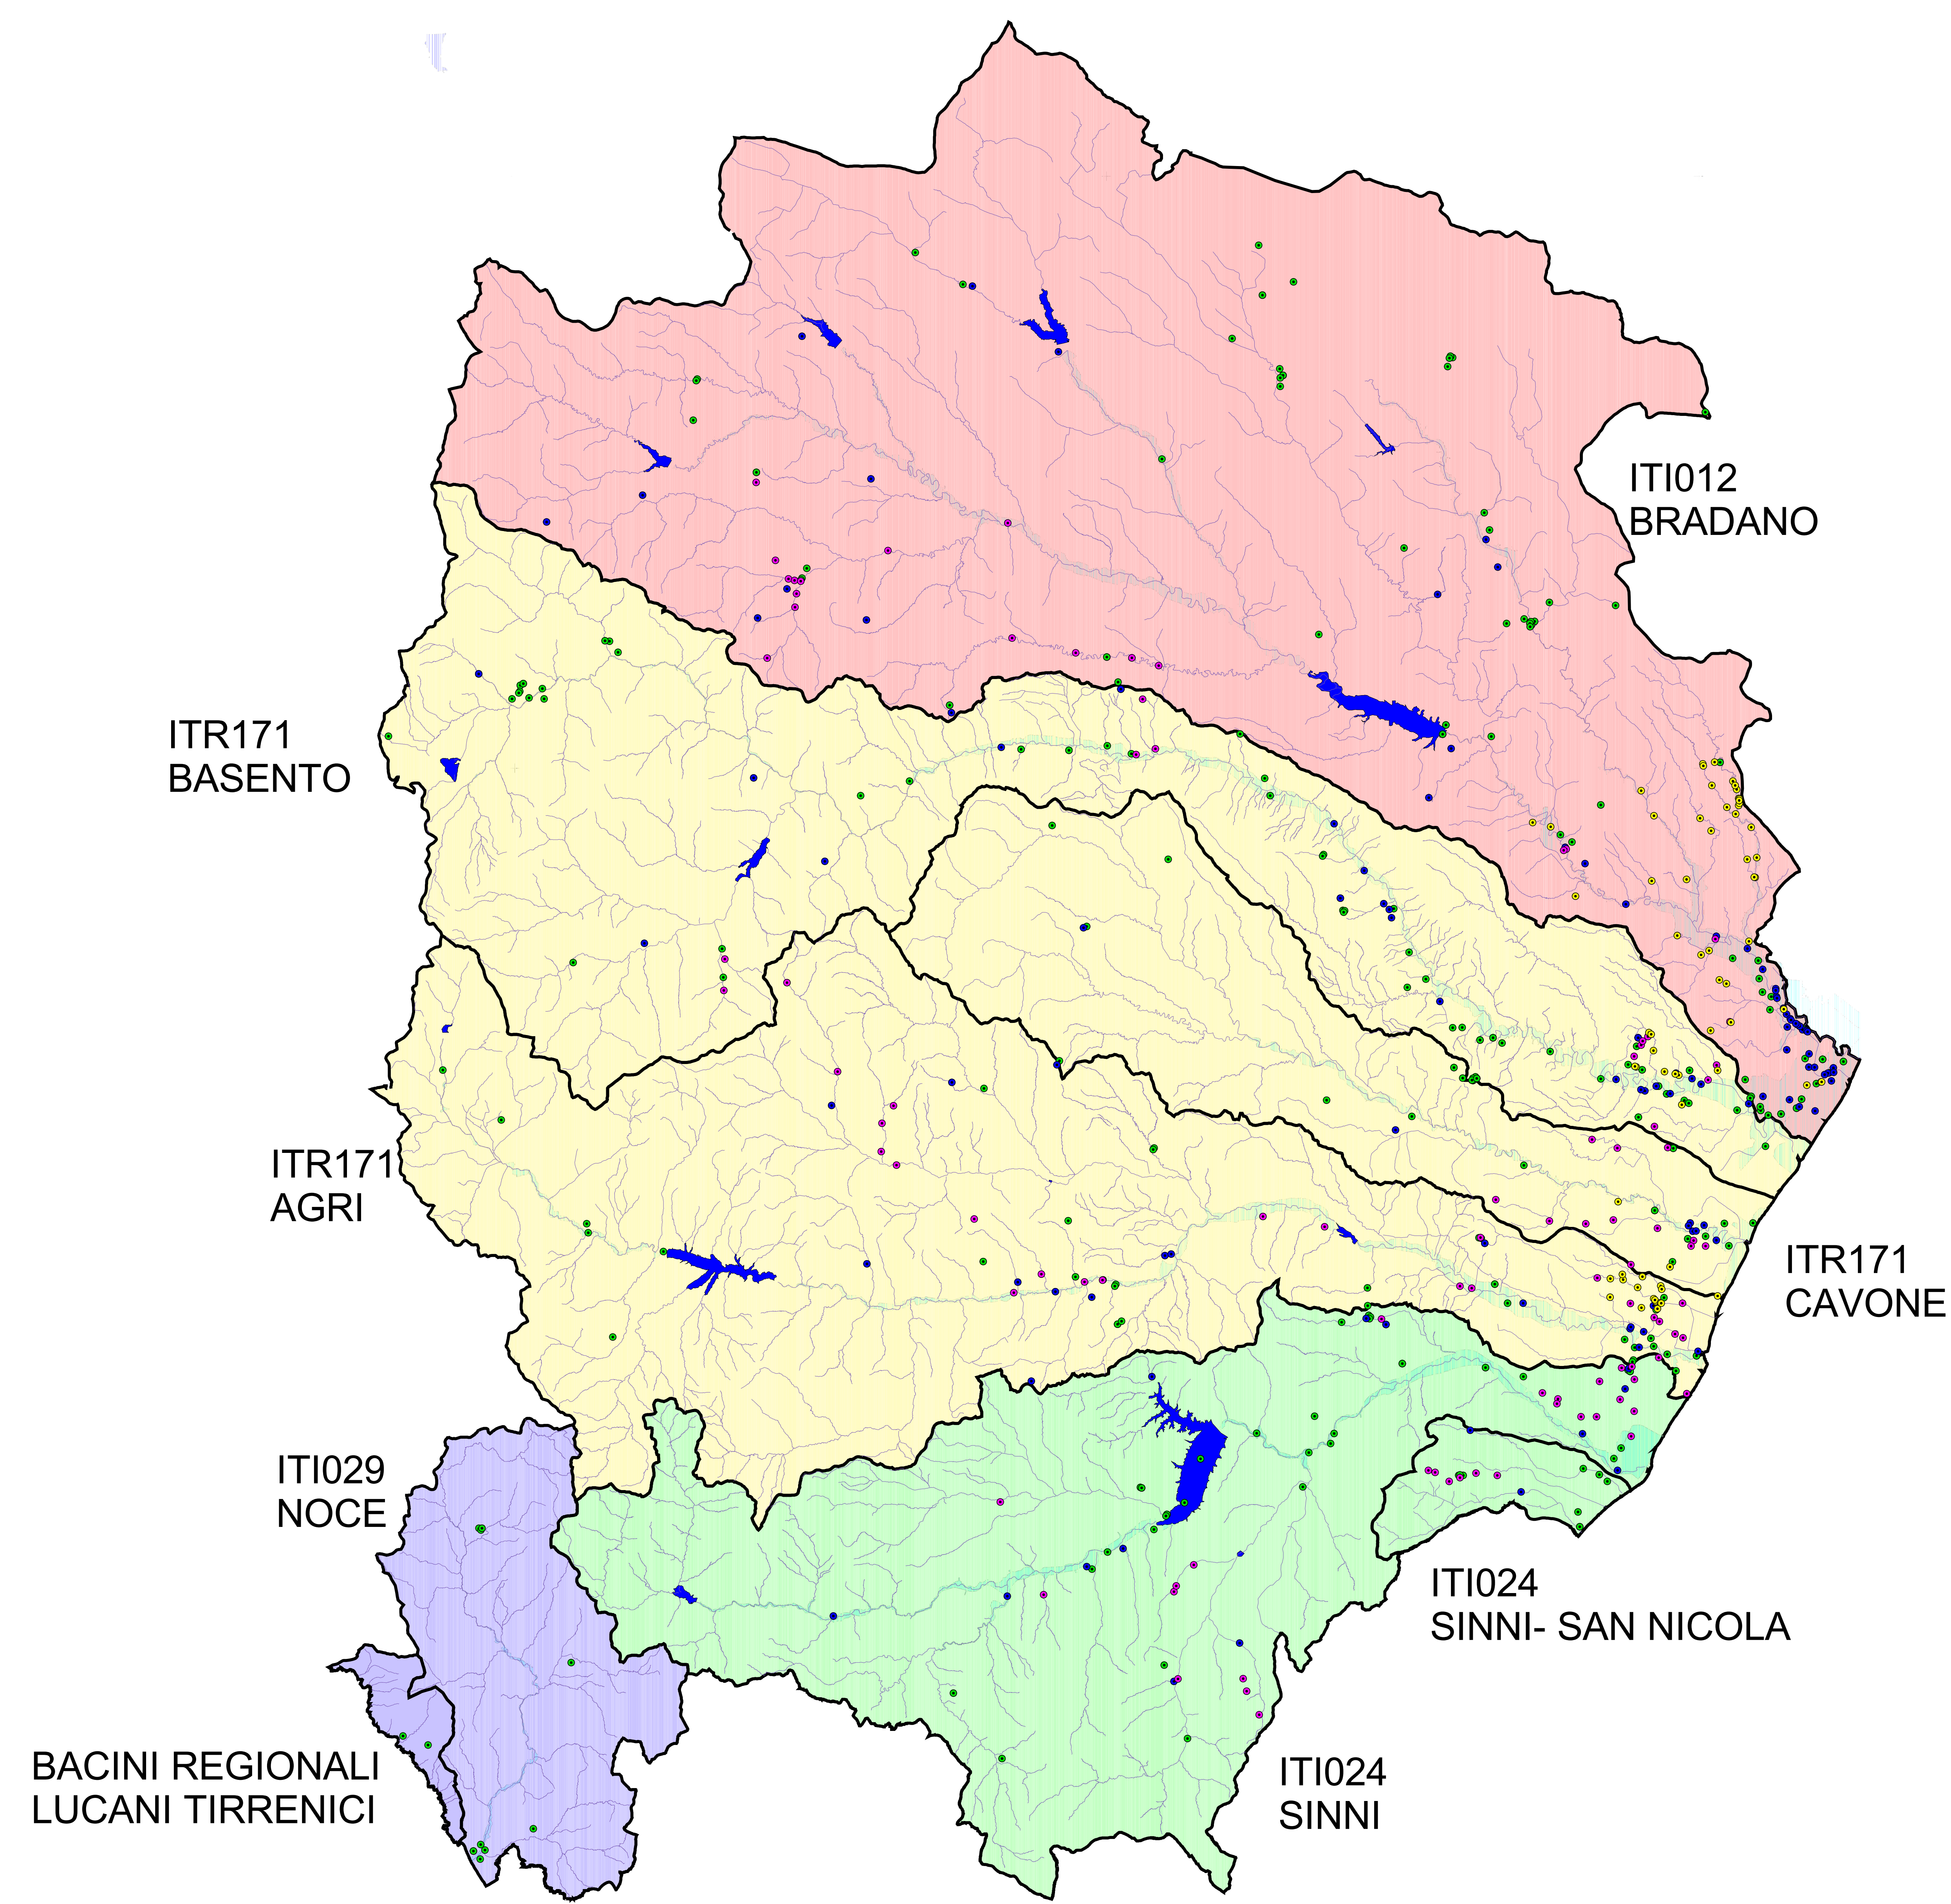 ITI012
BRADANO
ITR171
BASENTO
ITR171
AGRI
ITR171
CAVONE
ITI029
NOCE
ITI024
SINNI- SAN NICOLA
BACINI REGIONALI
LUCANI TIRRENICI
ITI024
SINNI